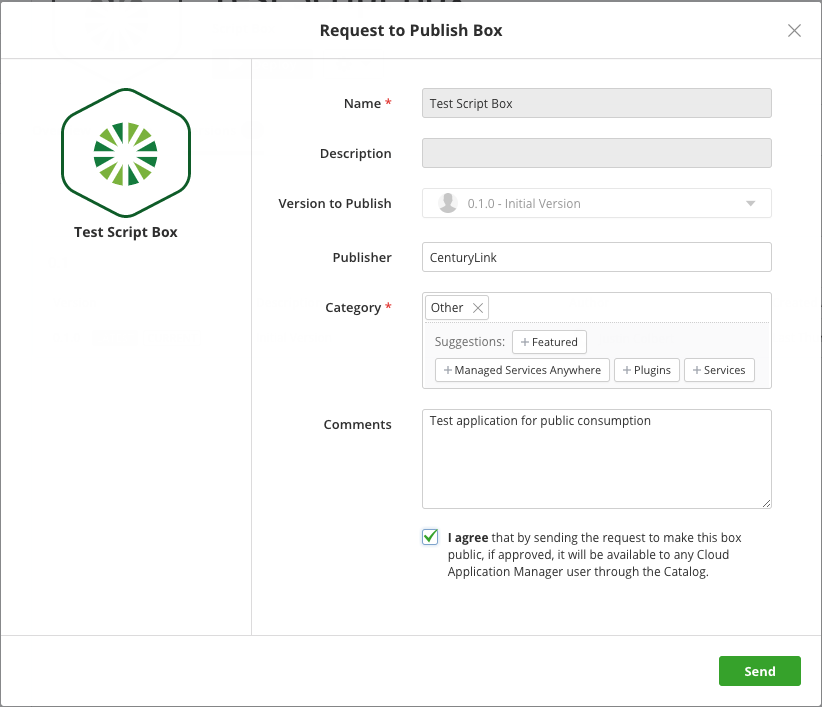 Request to Publish Box
Test Script Box
Name *
Test Script Box
Description
Version to Publish
0.1.0 - Initial Version
Publisher
CenturyLink
Category *
Other
Suggestions: + Featured
+ Managed Services Anywhere + Plugins + Services
Comments
Test application for public consumption
I agree that by sending the request to make this box
public, if approved, it will be available to any Cloud
Application Manager user through the Catalog.
Send